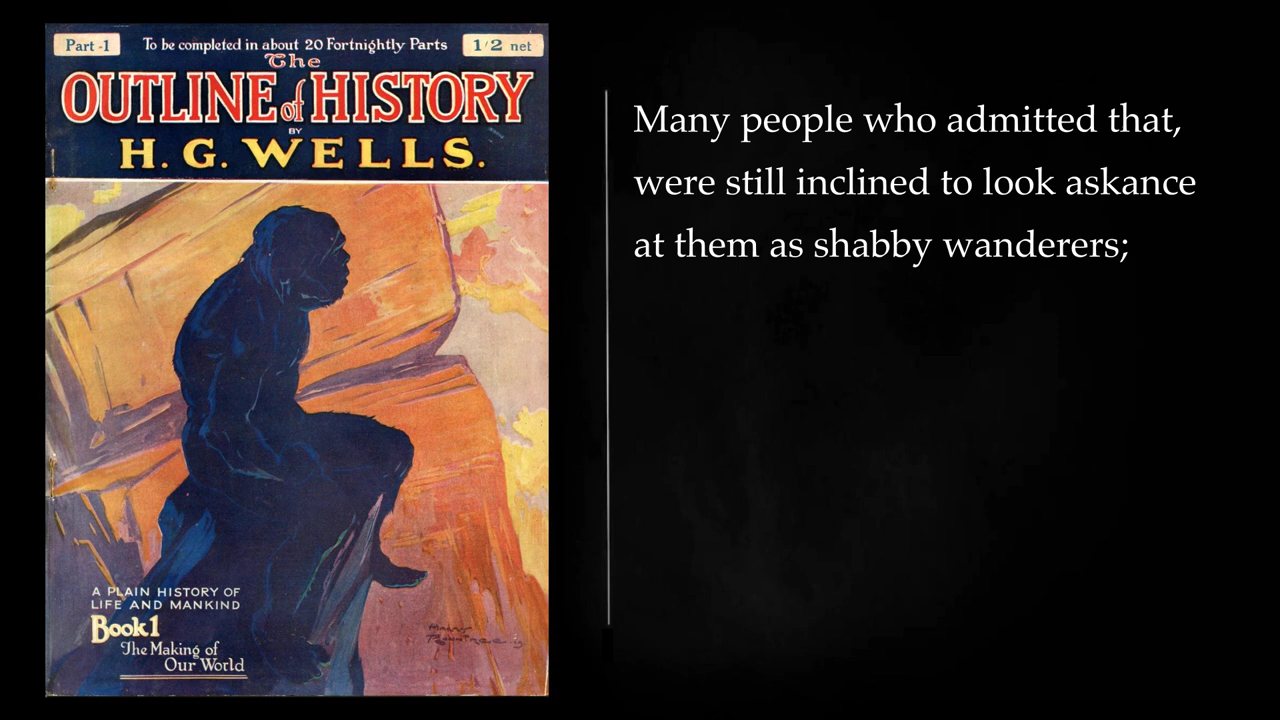 Part -1
To be completed in about 20 Fortnightly Parts
1/2 net
The
OUTLINE of HISTORY
BY
H. G. WELLS.
A PLAIN HISTORY OF
LIFE AND MANKIND
Book 1
The Making of
Our World
Many people who admitted that,
were still inclined to look askance
at them as shabby wanderers;